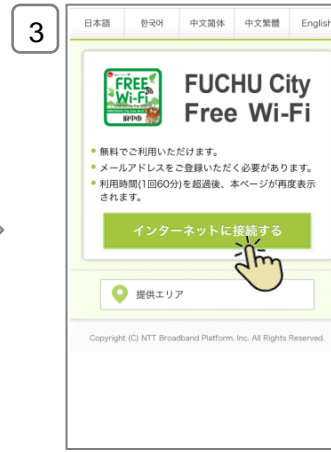 3
日本語 한국어 中文简体 中文繁體 English
FREE
Wi-Fi
府中市
FUCHU City
Free Wi-Fi
無料でご利用いただけます。
メールアドレスをご登録いただく必要があります。
利用時間(1回60分)を超過後、本ページが再度表示
されます。
インターネットに接続する
提供エリア
Copyright (C) NTT Broadband Platform, Inc. All Rights Reserved.